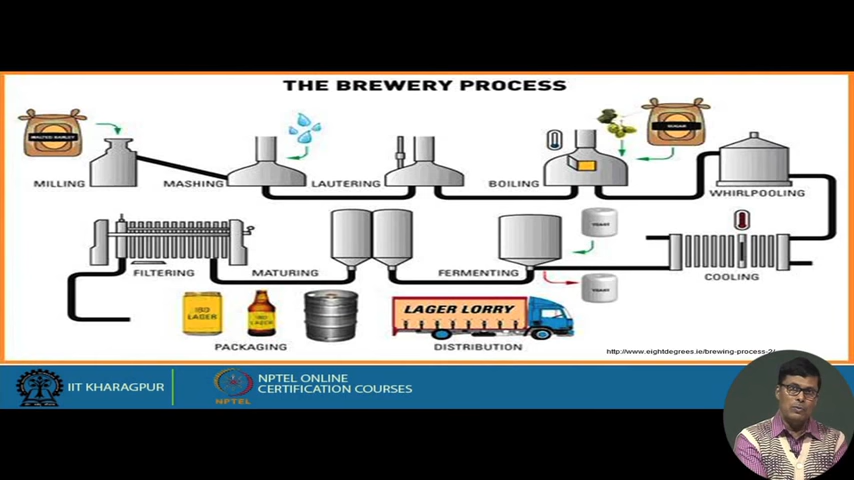 THE BREWERY PROCESS
MALTED BARLEY
SUGAR
MILLING
MASHING
LAUTERING
BOILING
WHIRLPOOLING
YEAST
FILTERING
MATURING
FERMENTING
COOLING
YEAST
LAGER
LAGER
LAGER LORRY
PACKAGING
DISTRIBUTION
http://www.eightdegrees.ie/brewing-process-2/
IIT KHARAGPUR
NPTEL
NPTEL ONLINE
CERTIFICATION COURSES